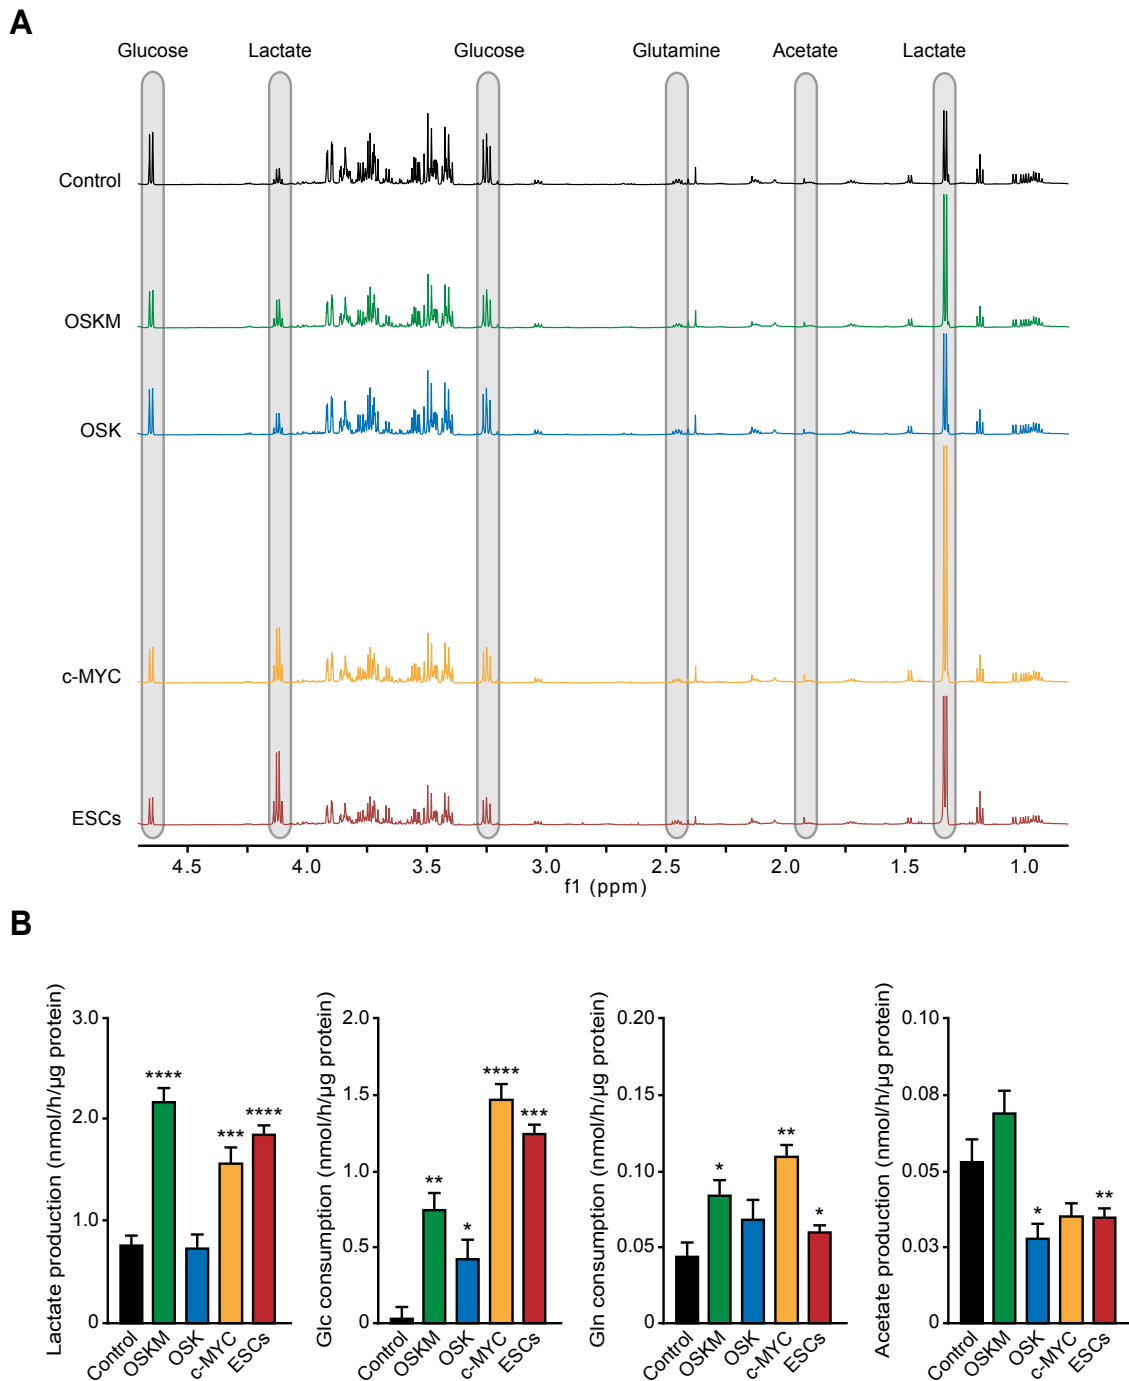 A
Glucose Lactate Glucose Glutamine Acetate Lactate
Control
OSKM
OSK
c-MYC
ESCs
4.5 4.0 3.5 3.0 2.5 2.0 1.5 1.0
f1 (ppm)
B
Lactate production (nmol/h/µg protein)
3.0
2.0
1.0
0
****
***
****
Control OSKM OSK c-MYC ESCs
Glc consumption (nmol/h/µg protein)
2.0
1.5
1.0
0.5
0
**
*
****
***
Control OSKM OSK c-MYC ESCs
Gln consumption (nmol/h/µg protein)
0.20
0.15
0.10
0.05
0
*
**
*
Control OSKM OSK c-MYC ESCs
Acetate production (nmol/h/µg protein)
0.10
0.08
0.05
0.03
0
*
**
Control OSKM OSK c-MYC ESCs